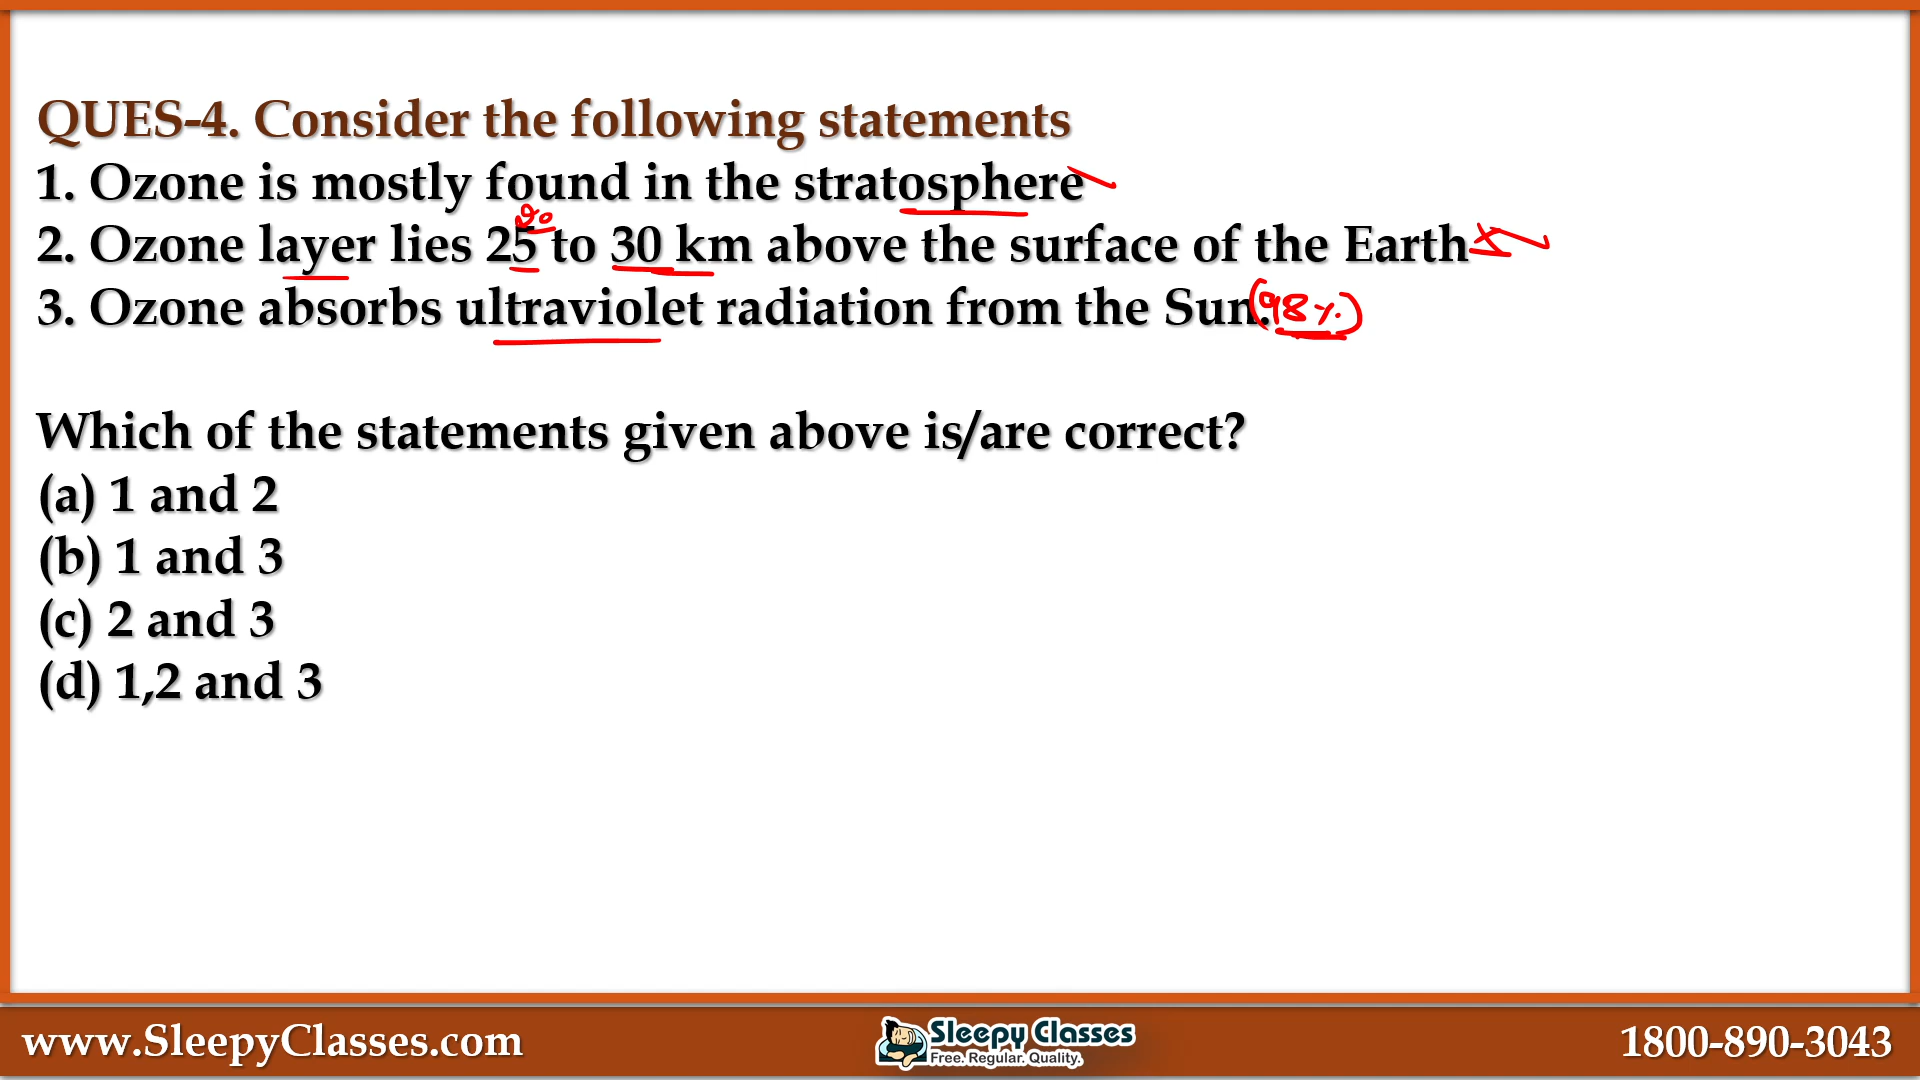 QUES-4. Consider the following statements
1. Ozone is mostly found in the stratosphere
20
2. Ozone layer lies 25 to 30 km above the surface of the Earth
3. Ozone absorbs ultraviolet radiation from the Sun. (98%)
Which of the statements given above is/are correct?
(a) 1 and 2
(b) 1 and 3
(c) 2 and 3
(d) 1,2 and 3
www.SleepyClasses.com
Sleepy Classes
Free. Regular. Quality.
1800-890-3043